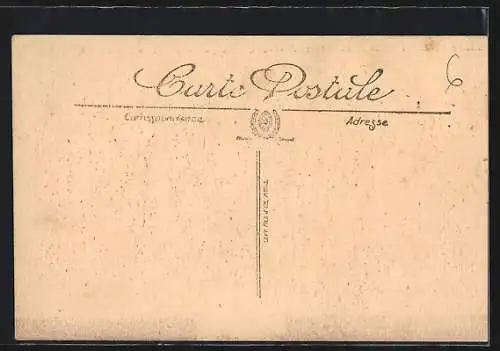 Carte Postale
Correspondance
Adresse
6